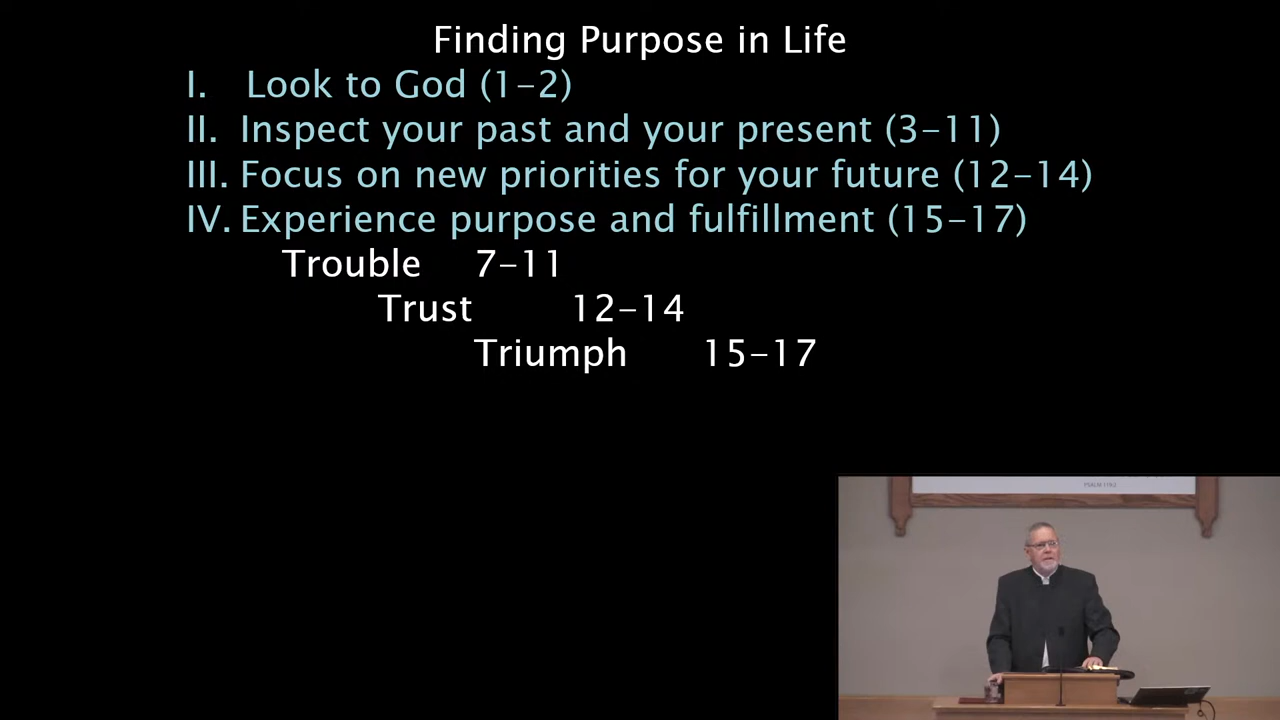 Finding Purpose in Life
I. Look to God (1-2)
II. Inspect your past and your present (3-11)
III. Focus on new priorities for your future (12-14)
IV. Experience purpose and fulfillment (15-17)
Trouble 7-11
Trust 12-14
Triumph 15-17